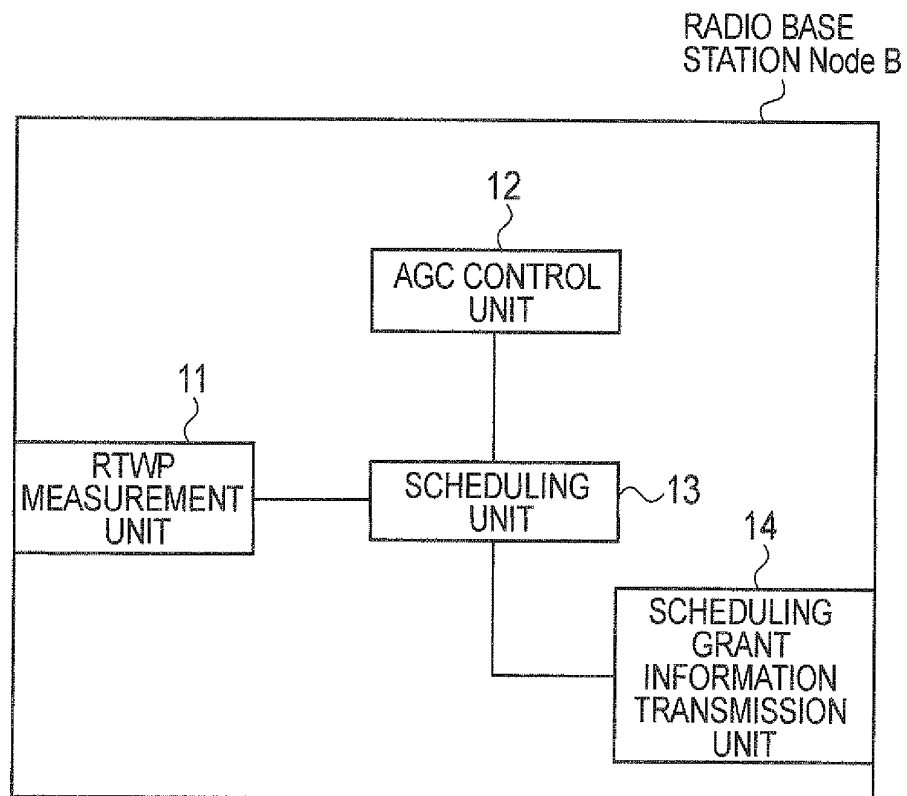 RADIO BASE
STATION Node B
12
AGC CONTROL
UNIT
11
RTWP
MEASUREMENT
UNIT
SCHEDULING
UNIT
13
14
SCHEDULING
GRANT
INFORMATION
TRANSMISSION
UNIT